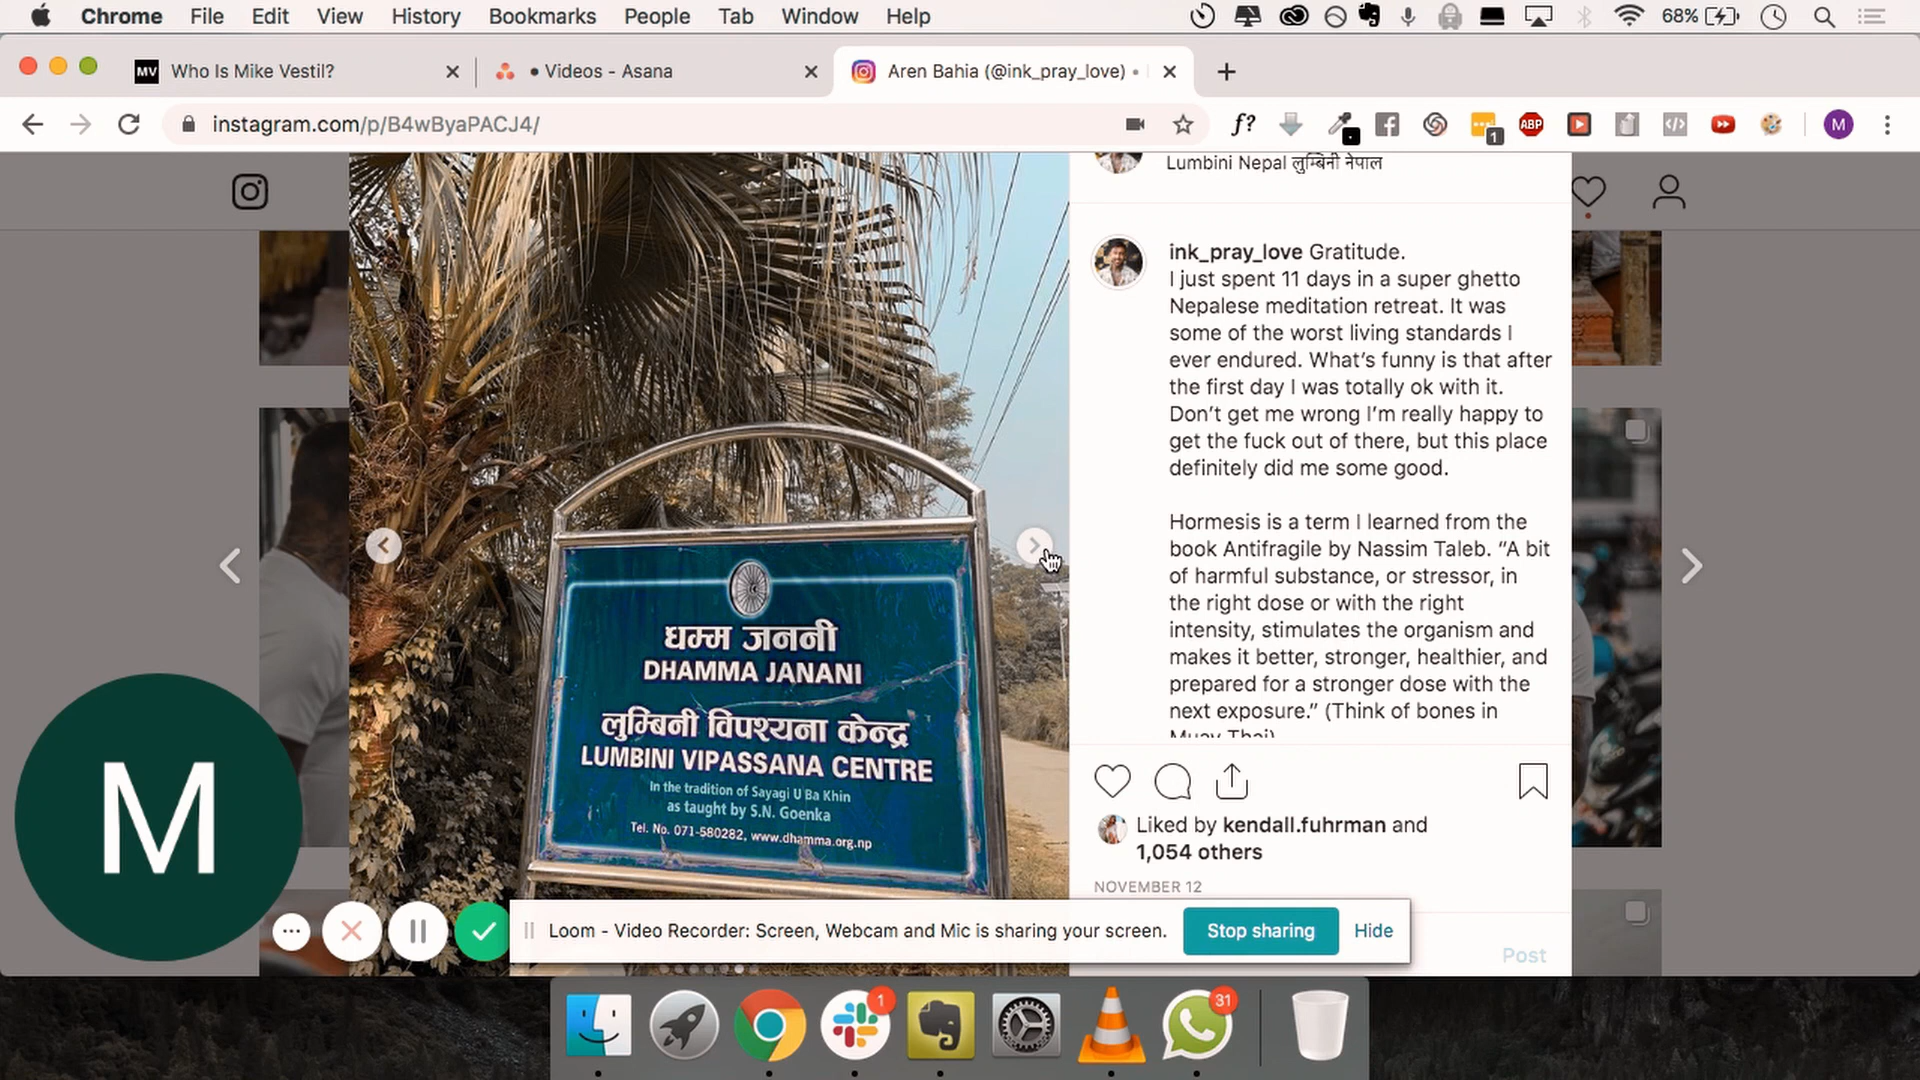 Chrome File Edit View History Bookmarks People Tab Window Help 68%
MV Who Is Mike Vestil?
• Videos - Asana
Aren Bahia (@ink_pray_love) •
instagram.com/p/B4wByaPACJ4/
f?
1
ABP
M
Lumbini Nepal लुम्बिनी नेपाल
ink_pray_love Gratitude.
I just spent 11 days in a super ghetto
Nepalese meditation retreat. It was
some of the worst living standards I
ever endured. What's funny is that after
the first day I was totally ok with it.
Don't get me wrong I'm really happy to
get the fuck out of there, but this place
definitely did me some good.
Hormesis is a term I learned from the
book Antifragile by Nassim Taleb. “A bit
of harmful substance, or stressor, in
the right dose or with the right
intensity, stimulates the organism and
makes it better, stronger, healthier, and
prepared for a stronger dose with the
next exposure.” (Think of bones in
Muay Thai)
धम्म जननी
DHAMMA JANANI
लुम्बिनी विपश्यना केन्द्र
LUMBINI VIPASSANA CENTRE
In the tradition of Sayagi U Ba Khin
as taught by S.N. Goenka
Tel. No. 071-580282, www.dhamma.org.np
M
Liked by kendall.fuhrman and
1,054 others
NOVEMBER 12
Post
Loom - Video Recorder: Screen, Webcam and Mic is sharing your screen.
Stop sharing
Hide
1
31